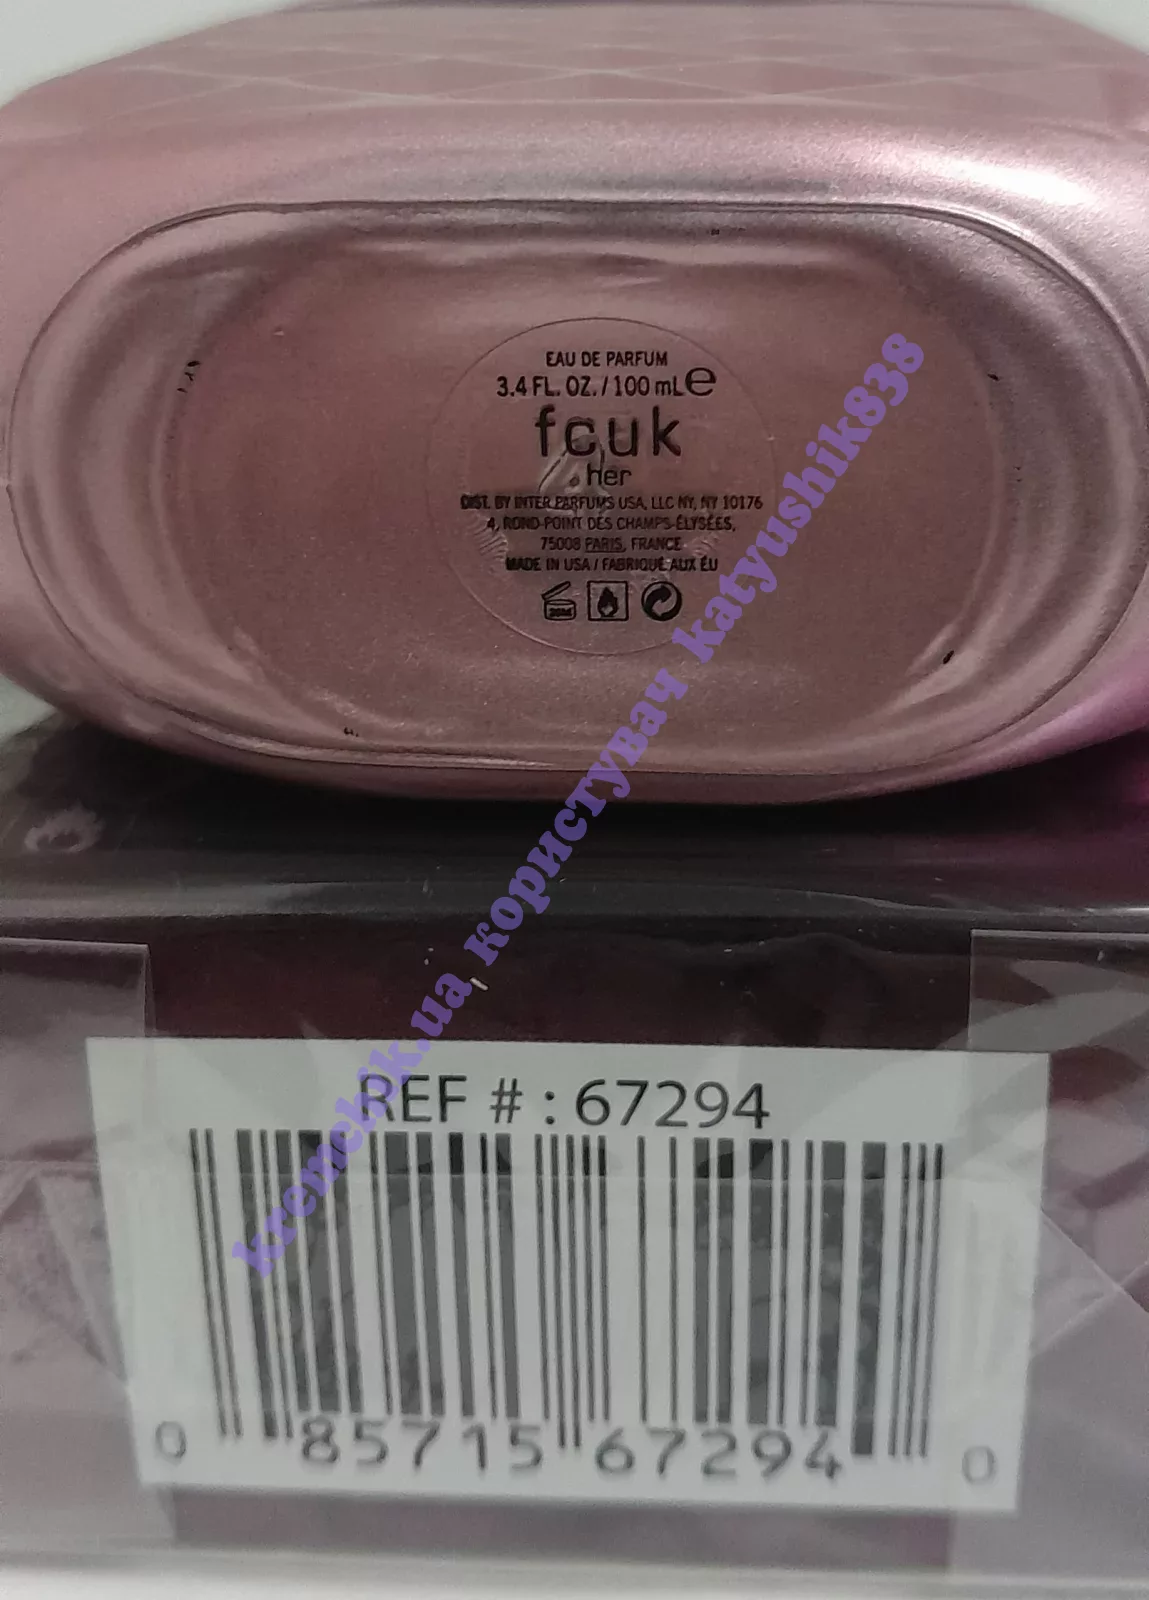 EAU DE PARFUM
3.4 FL. OZ. / 100 mL ℮
fcuk
her
DIST. BY INTER PARFUMS USA, LLC NY, NY 10176
4, ROND-POINT DES CHAMPS-ÉLYSÉES,
75008 PARIS, FRANCE
MADE IN USA / FABRIQUÉ AUX ÉU
kremchik.ua користувач katyushik838
REF # : 67294
0 85715 67294 0